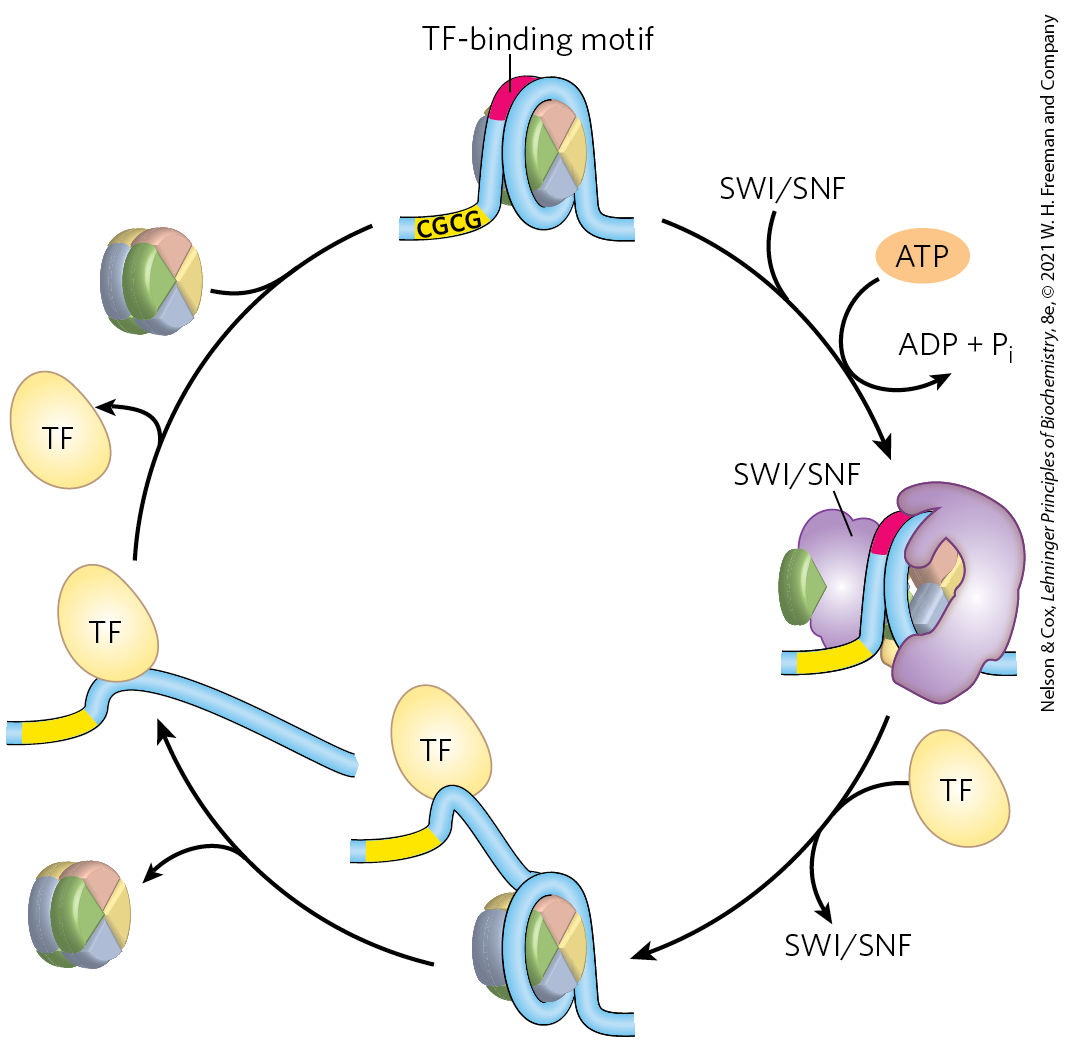 TF-binding motif
CGCG
SWI/SNF
ATP
ADP + Pi
SWI/SNF
TF
SWI/SNF
TF
TF
TF
Nelson & Cox, Lehninger Principles of Biochemistry, 8e, © 2021 W. H. Freeman and Company